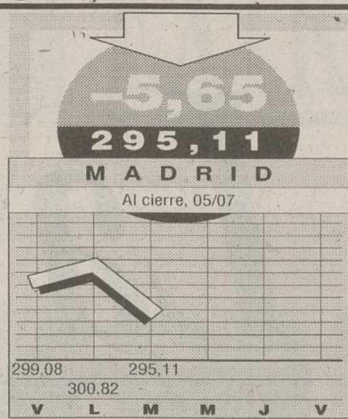 -5,65
295,11
MADRID
Al cierre, 05/07
299,08 295,11
300,82
V L M M J V